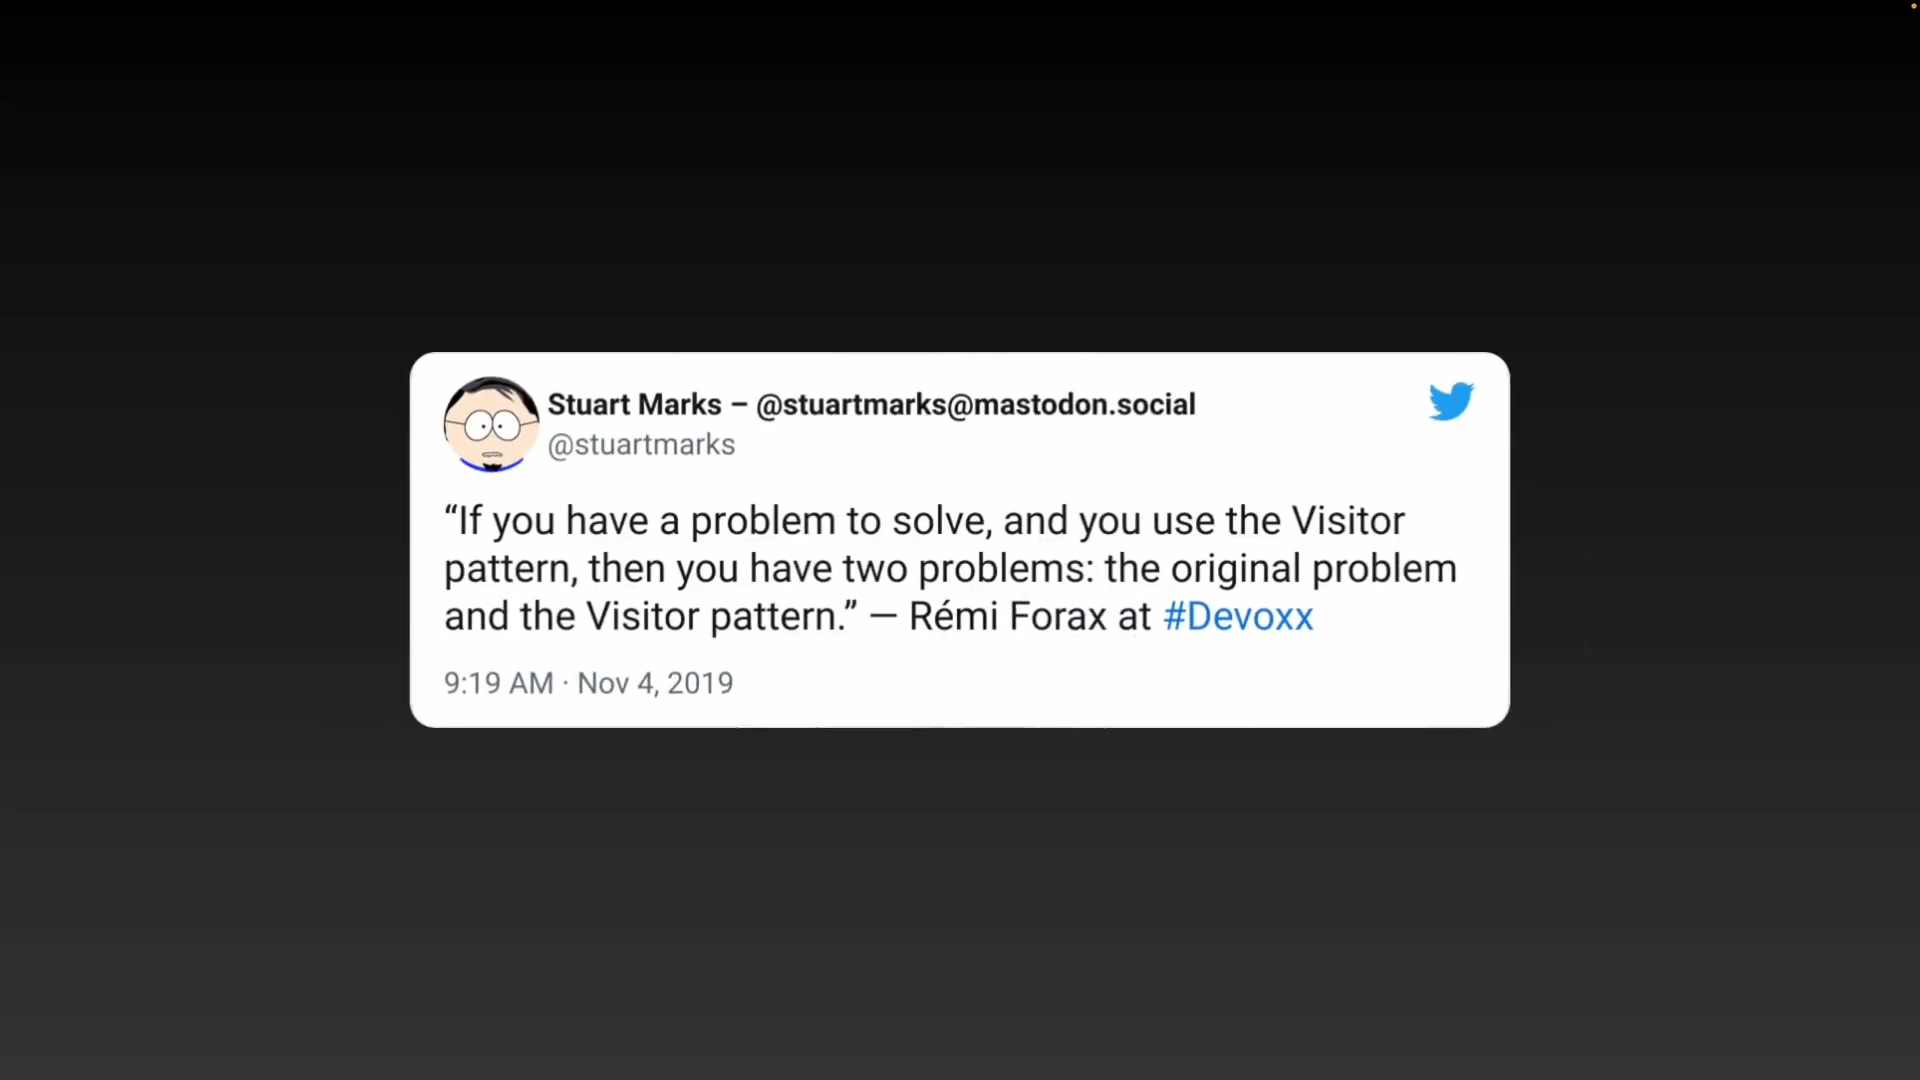 Stuart Marks – @stuartmarks@mastodon.social
@stuartmarks
“If you have a problem to solve, and you use the Visitor
pattern, then you have two problems: the original problem
and the Visitor pattern.” — Rémi Forax at #Devoxx
9:19 AM · Nov 4, 2019